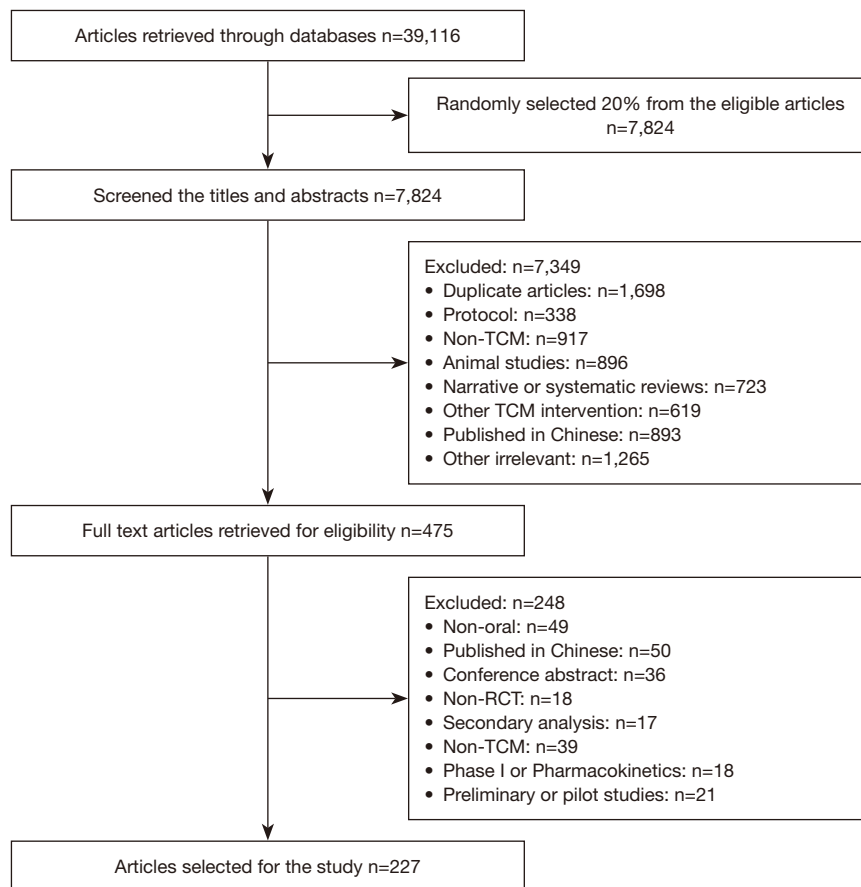 Articles retrieved through databases n=39,116
Randomly selected 20% from the eligible articles
n=7,824
Screened the titles and abstracts n=7,824
Excluded: n=7,349
• Duplicate articles: n=1,698
• Protocol: n=338
• Non-TCM: n=917
• Animal studies: n=896
• Narrative or systematic reviews: n=723
• Other TCM intervention: n=619
• Published in Chinese: n=893
• Other irrelevant: n=1,265
Full text articles retrieved for eligibility n=475
Excluded: n=248
• Non-oral: n=49
• Published in Chinese: n=50
• Conference abstract: n=36
• Non-RCT: n=18
• Secondary analysis: n=17
• Non-TCM: n=39
• Phase I or Pharmacokinetics: n=18
• Preliminary or pilot studies: n=21
Articles selected for the study n=227